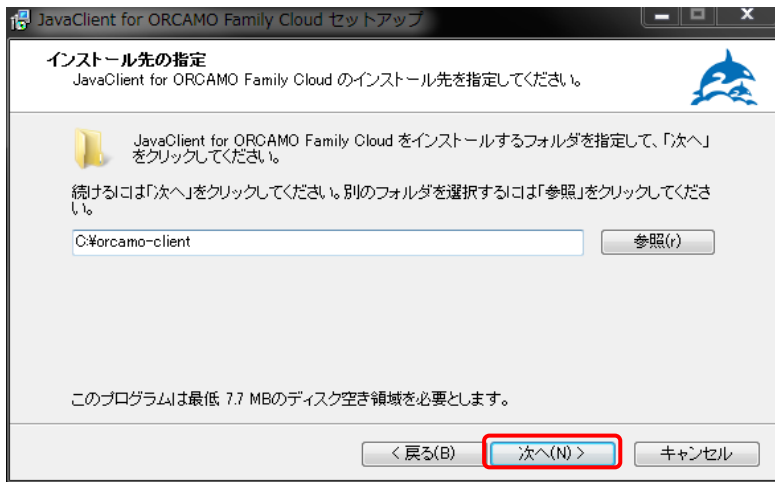 JavaClient for ORCAMO Family Cloud セットアップ
インストール先の指定
JavaClient for ORCAMO Family Cloud のインストール先を指定してください。
JavaClient for ORCAMO Family Cloud をインストールするフォルダを指定して、「次へ」
をクリックしてください。
続けるには「次へ」をクリックしてください。別のフォルダを選択するには「参照」をクリックしてくださ
い。
C:¥orcamo-client
参照(r)
このプログラムは最低 7.7 MBのディスク空き領域を必要とします。
< 戻る(B)
次へ(N) >
キャンセル